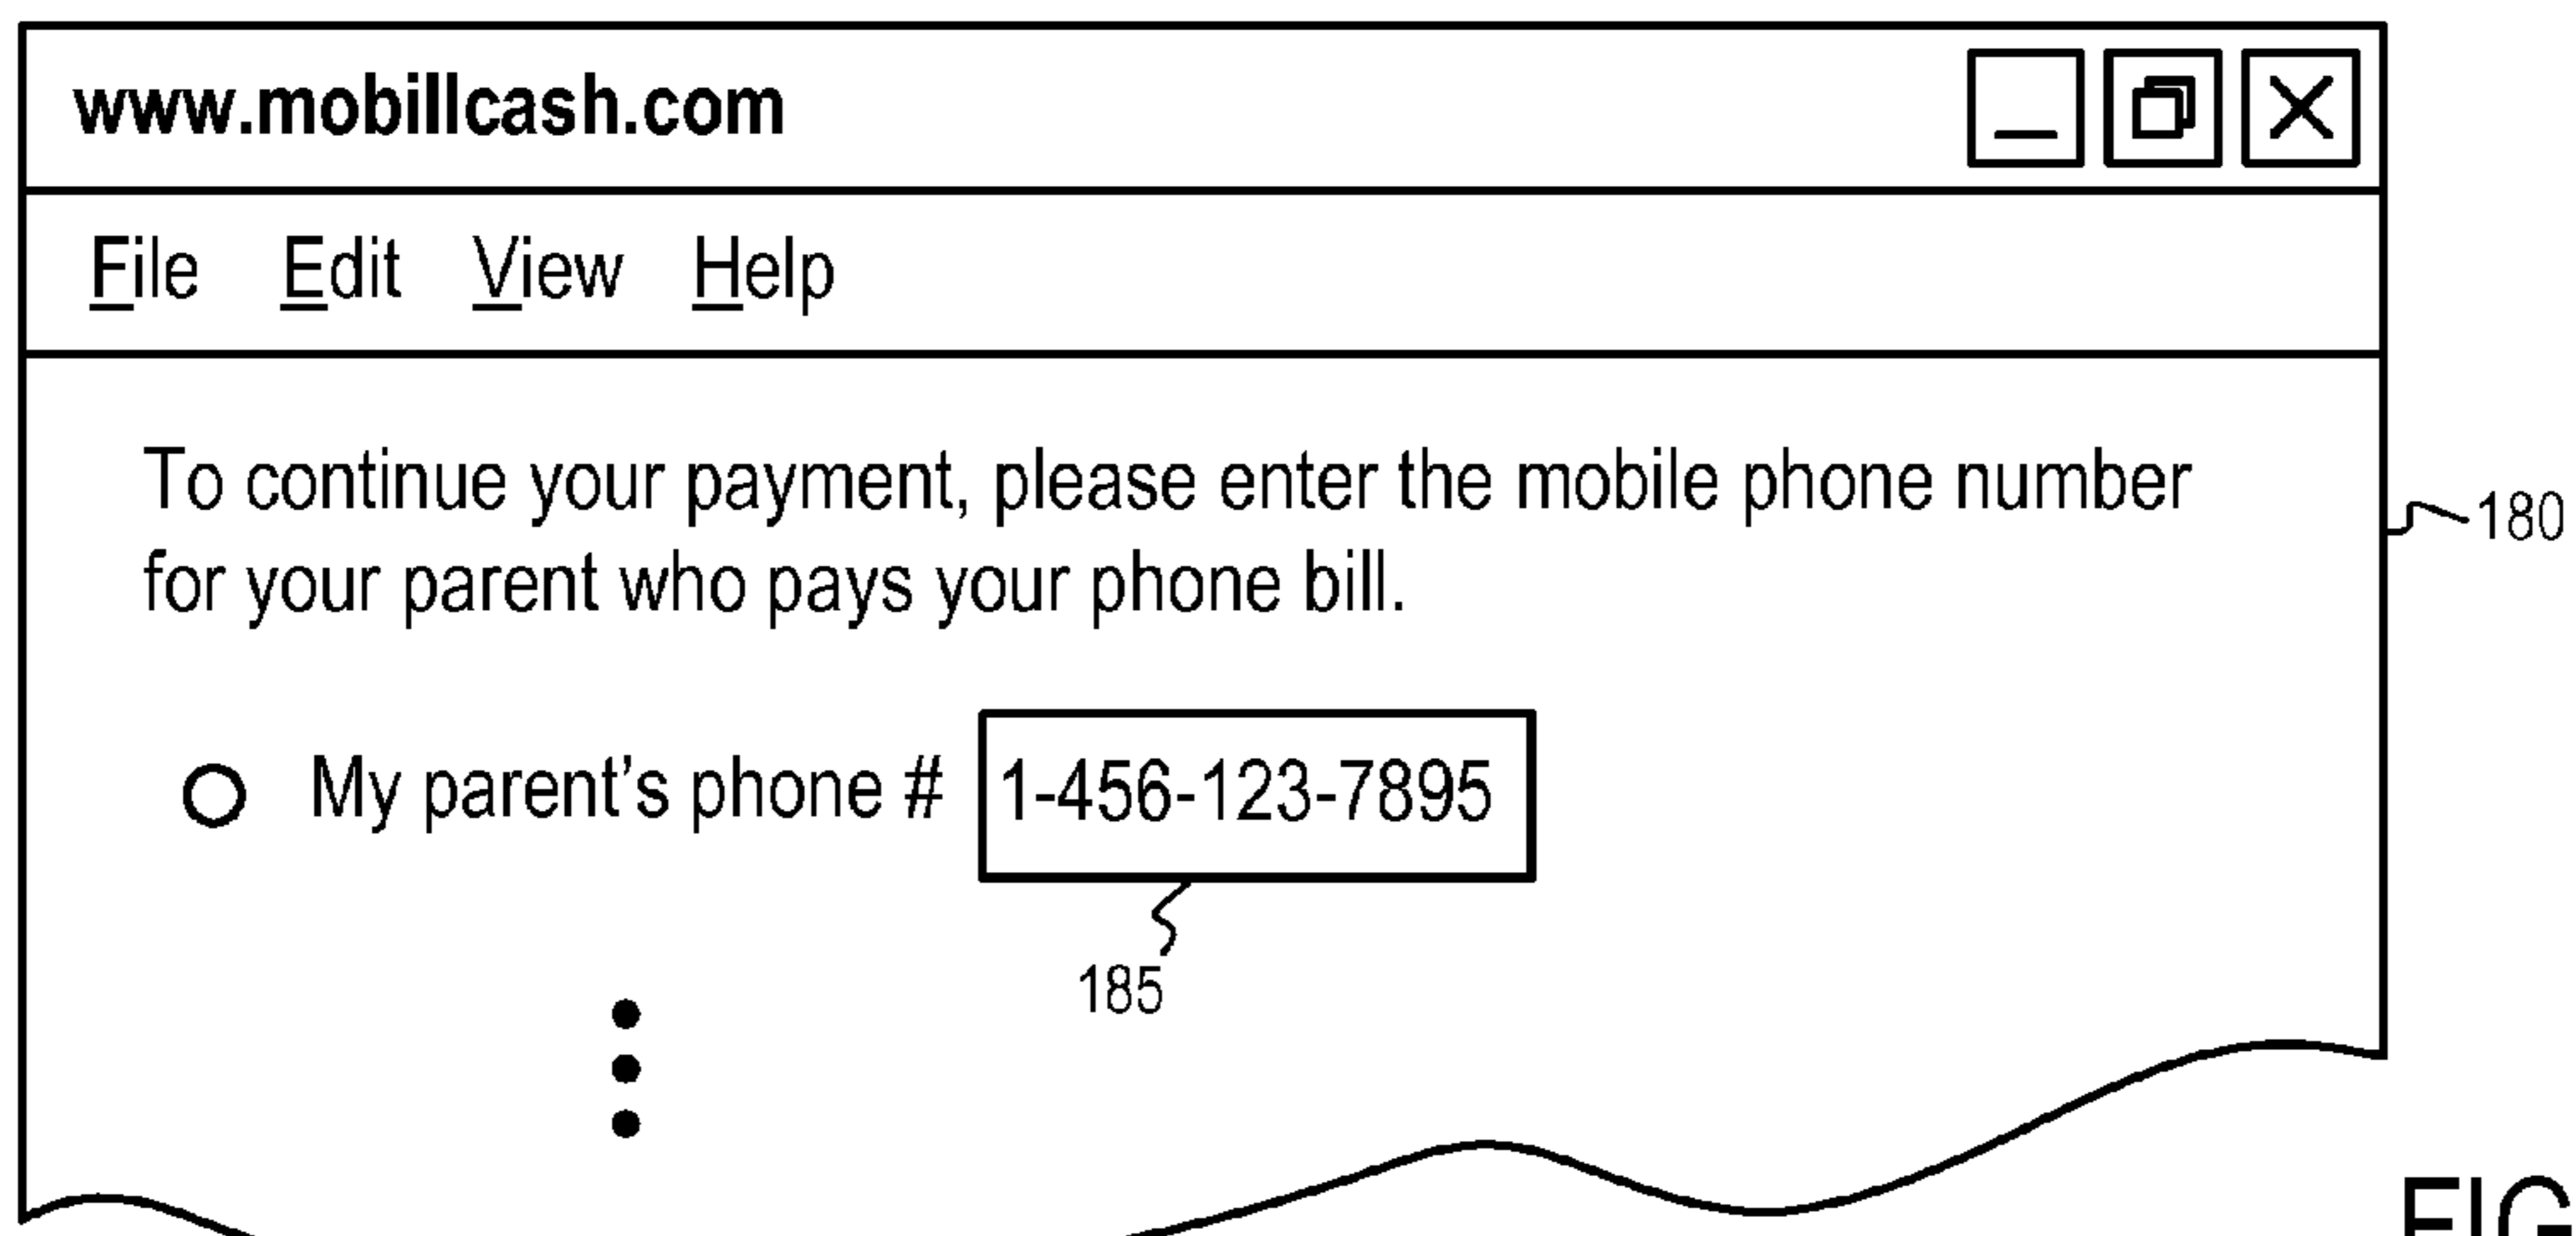 www.mobillcash.com
File Edit View Help
To continue your payment, please enter the mobile phone number
for your parent who pays your phone bill.
180
My parent's phone # 1-456-123-7895
185
FIG